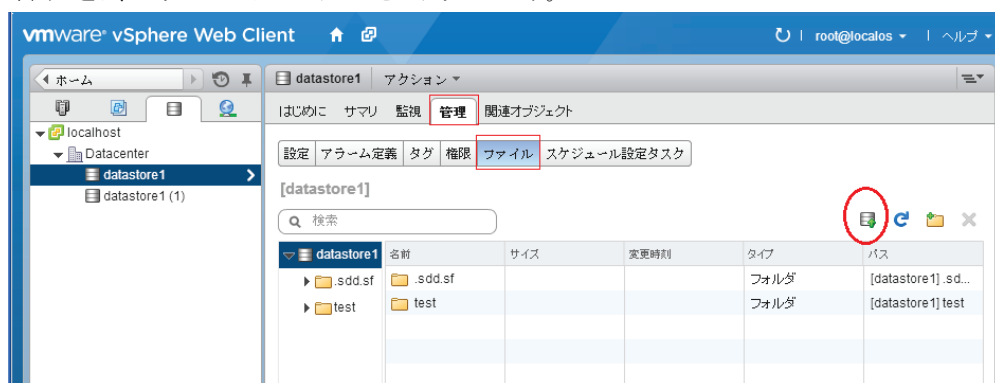 vmware® vSphere Web Client
root@localos
ヘルプ
ホーム
datastore1 アクション
はじめに サマリ 監視 管理 関連オブジェクト
localhost
Datacenter
datastore1
datastore1 (1)
設定 アラーム定義 タグ 権限 ファイル スケジュール設定タスク
[datastore1]
検索
datastore1
.sdd.sf
test
名前 サイズ 変更時刻 タイプ パス
.sdd.sf フォルダ [datastore1] .sd...
test フォルダ [datastore1] test